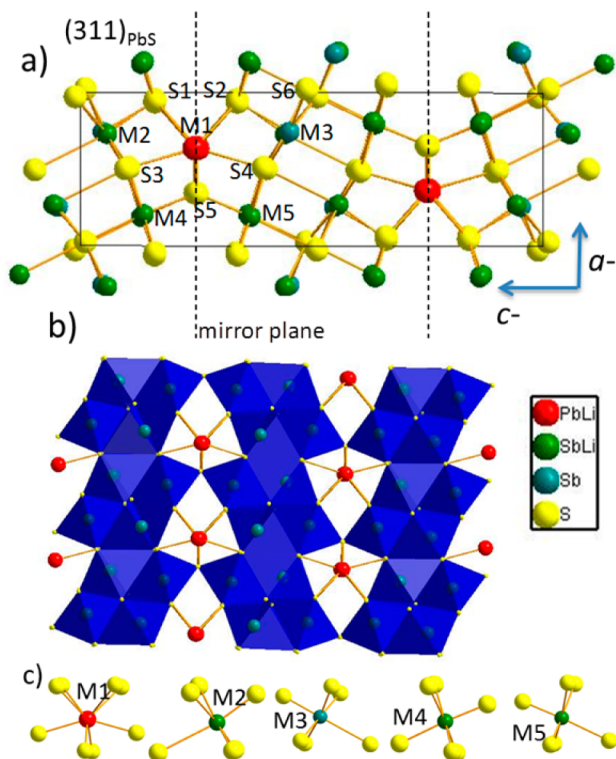 (311)PbS
a)
S1 S2 S6
M1
M2 M3
S3 S4
M4 S5 M5
a-
c-
mirror plane
b)
PbLi
SbLi
Sb
S
c)
M1 M2 M3 M4 M5